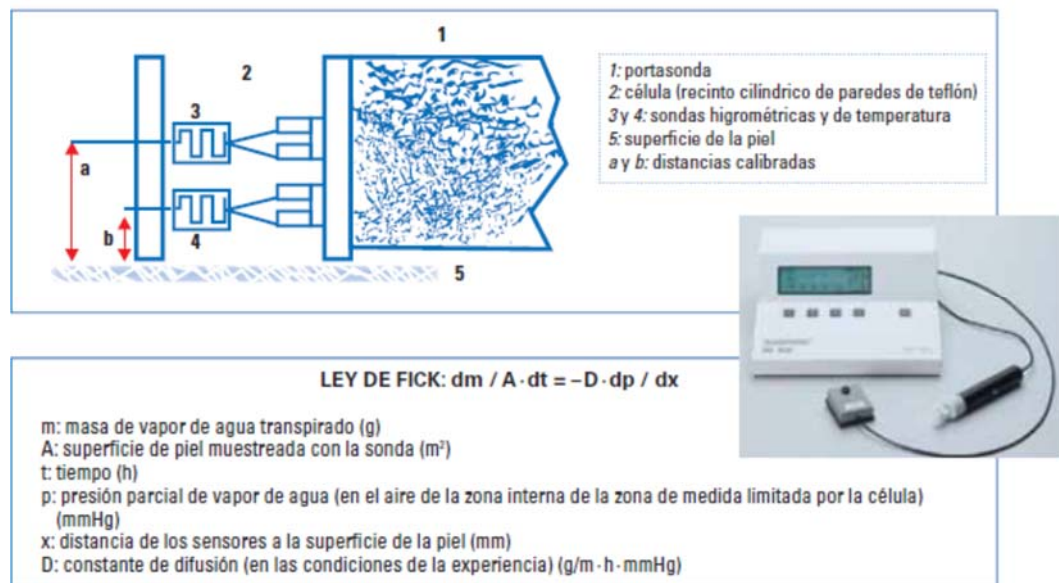 1
2
3
a
b
4
5
1: portasonda
2: célula (recinto cilíndrico de paredes de teflón)
3 y 4: sondas higrométricas y de temperatura
5: superficie de la piel
a y b: distancias calibradas
LEY DE FICK: dm / A·dt = –D·dp / dx
m: masa de vapor de agua transpirado (g)
A: superficie de piel muestreada con la sonda (m²)
t: tiempo (h)
p: presión parcial de vapor de agua (en el aire de la zona interna de la zona de medida limitada por la célula)
(mmHg)
x: distancia de los sensores a la superficie de la piel (mm)
D: constante de difusión (en las condiciones de la experiencia) (g/m·h·mmHg)